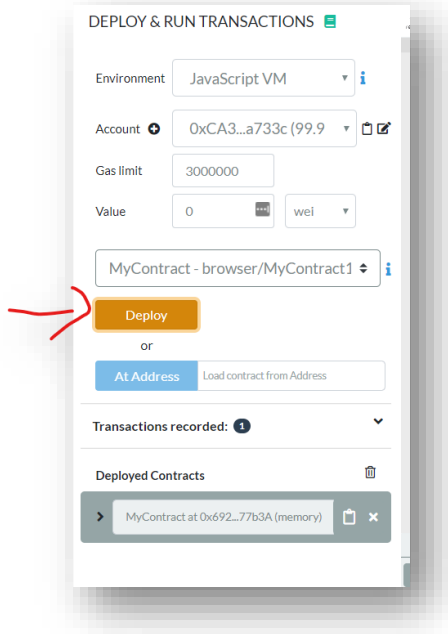 DEPLOY & RUN TRANSACTIONS
Environment JavaScript VM
Account 0xCA3...a733c (99.9
Gas limit 3000000
Value 0 wei
MyContract - browser/MyContract1
Deploy
or
At Address Load contract from Address
Transactions recorded: 1
Deployed Contracts
MyContract at 0x692...77b3A (memory)